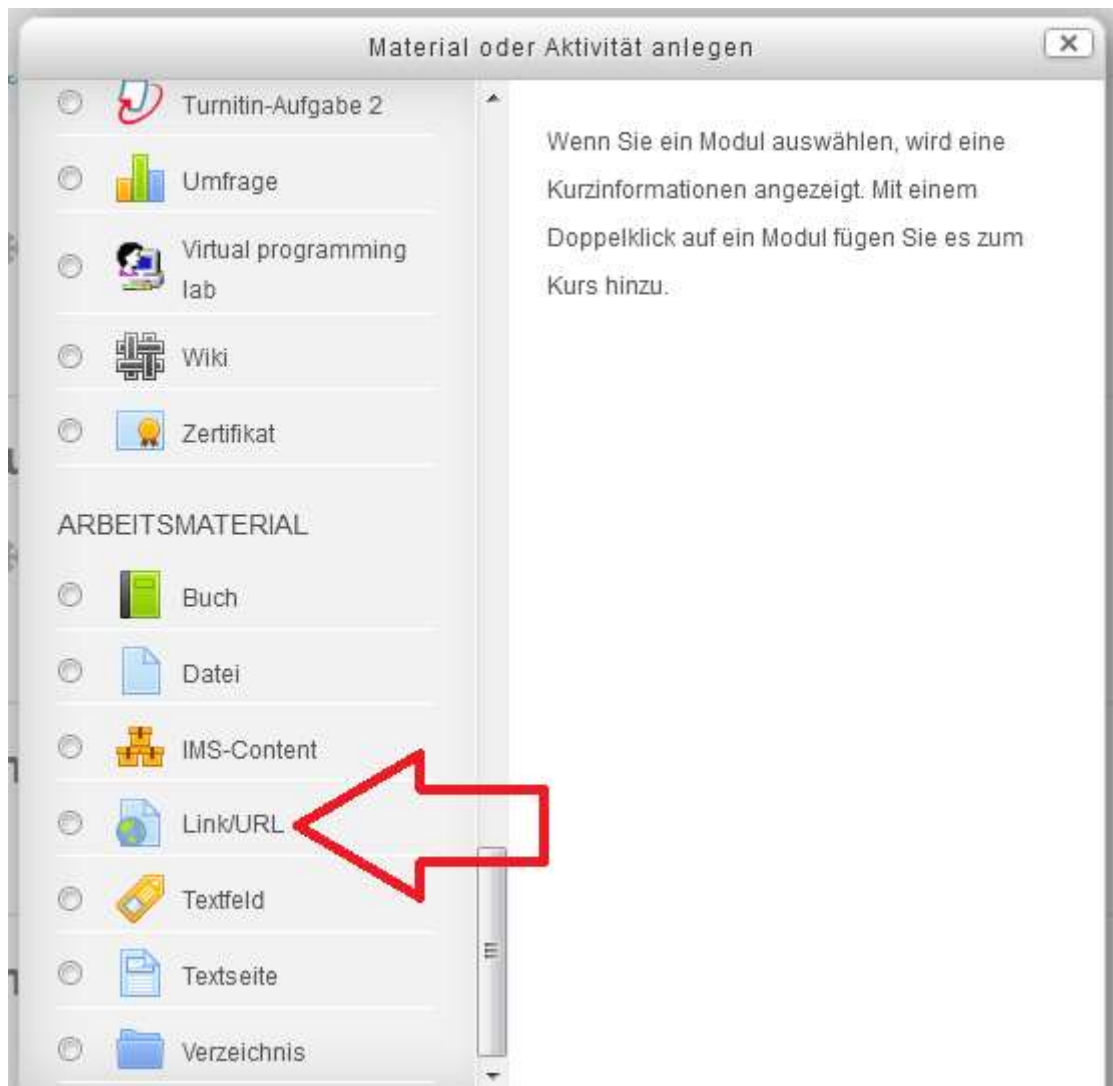 Material oder Aktivität anlegen
Turnitin-Aufgabe 2
Umfrage
Virtual programming
lab
Wiki
Zertifikat
ARBEITSMATERIAL
Buch
Datei
IMS-Content
Link/URL
Textfeld
Textseite
Verzeichnis
Wenn Sie ein Modul auswählen, wird eine
Kurzinformationen angezeigt. Mit einem
Doppelklick auf ein Modul fügen Sie es zum
Kurs hinzu.